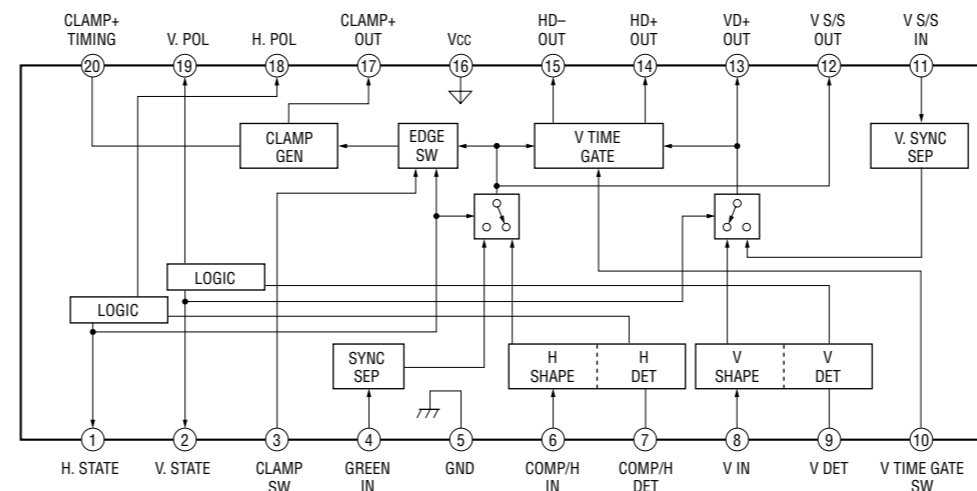 CLAMP+
TIMING
V. POL
H. POL
CLAMP+
OUT
Vcc
HD–
OUT
HD+
OUT
VD+
OUT
V S/S
OUT
V S/S
IN
20
19
18
17
16
15
14
13
12
11
CLAMP
GEN
EDGE
SW
V TIME
GATE
V. SYNC
SEP
LOGIC
LOGIC
SYNC
SEP
H
SHAPE
H
DET
V
SHAPE
V
DET
1
2
3
4
5
6
7
8
9
10
H. STATE
V. STATE
CLAMP
SW
GREEN
IN
GND
COMP/H
IN
COMP/H
DET
V IN
V DET
V TIME GATE
SW